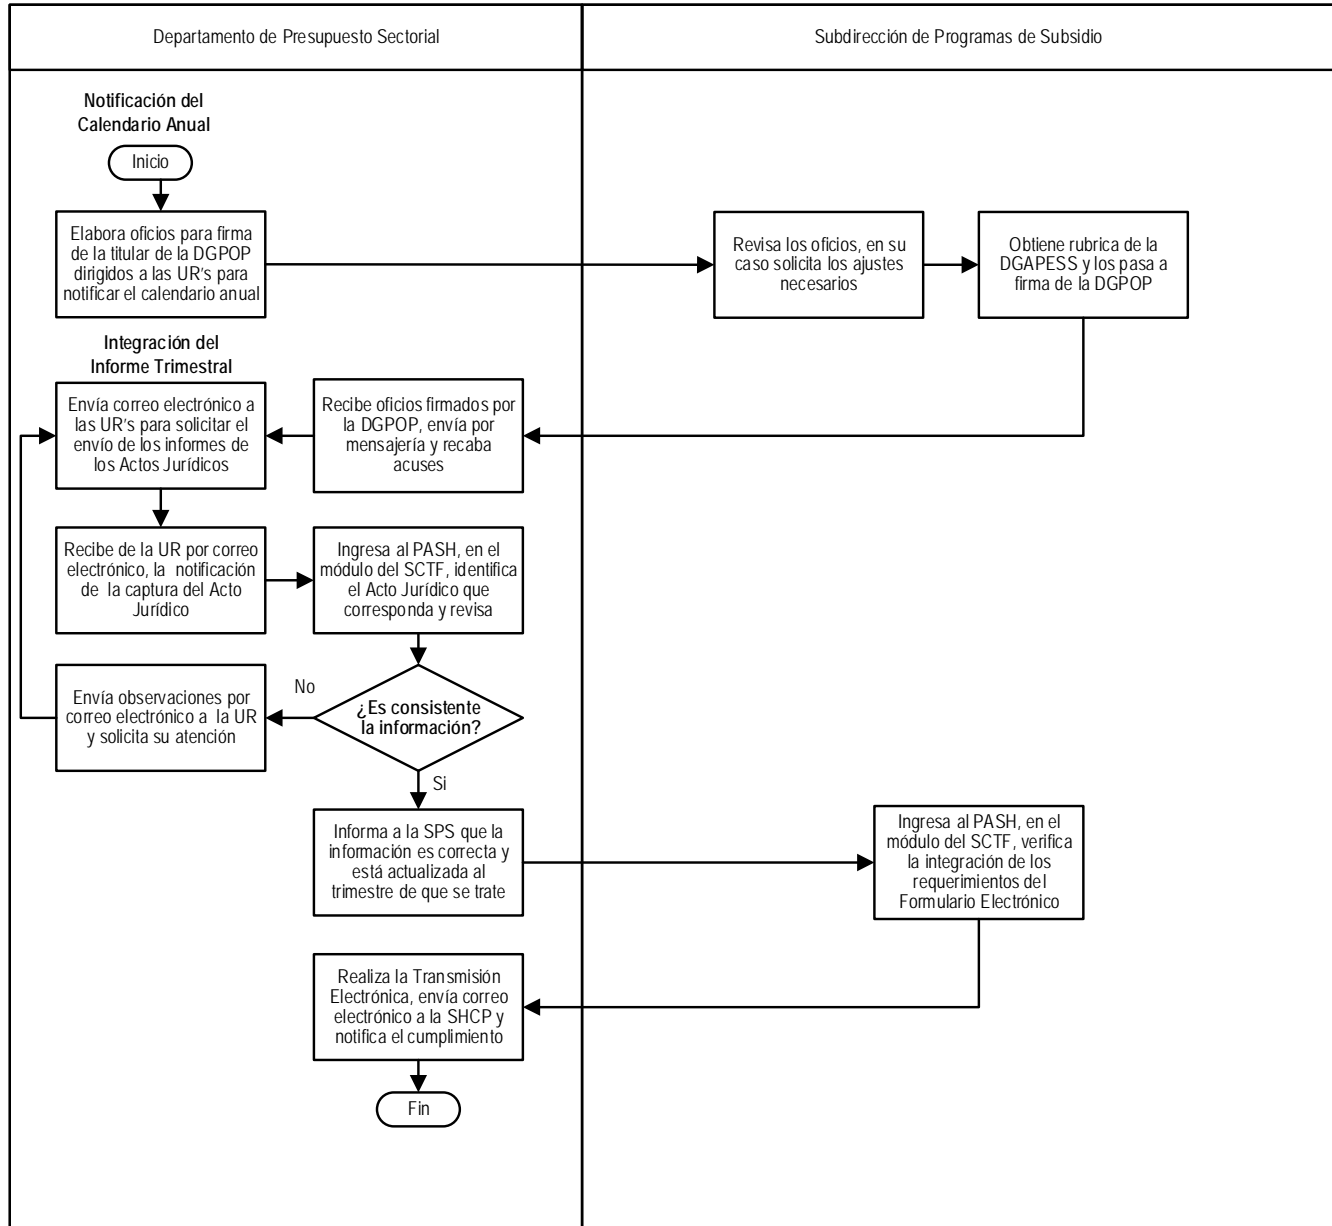 Departamento de Presupuesto Sectorial
Subdirección de Programas de Subsidio
Notificación del
Calendario Anual
Inicio
Elabora oficios para firma
de la titular de la DGPOP
dirigidos a las UR's para
notificar el calendario anual
Revisa los oficios, en su
caso solicita los ajustes
necesarios
Obtiene rubrica de la
DGAPESS y los pasa a
firma de la DGPOP
Integración del
Informe Trimestral
Envía correo electrónico a
las UR's para solicitar el
envío de los informes de
los Actos Jurídicos
Recibe oficios firmados por
la DGPOP, envía por
mensajería y recaba
acuses
Recibe de la UR por correo
electrónico, la notificación
de la captura del Acto
Jurídico
Ingresa al PASH, en el
módulo del SCTF, identifica
el Acto Jurídico que
corresponda y revisa
Envía observaciones por
correo electrónico a la UR
y solicita su atención
No
¿Es consistente
la información?
Si
Informa a la SPS que la
información es correcta y
está actualizada al
trimestre de que se trate
Ingresa al PASH, en el
módulo del SCTF, verifica
la integración de los
requerimientos del
Formulario Electrónico
Realiza la Transmisión
Electrónica, envía correo
electrónico a la SHCP y
notifica el cumplimiento
Fin